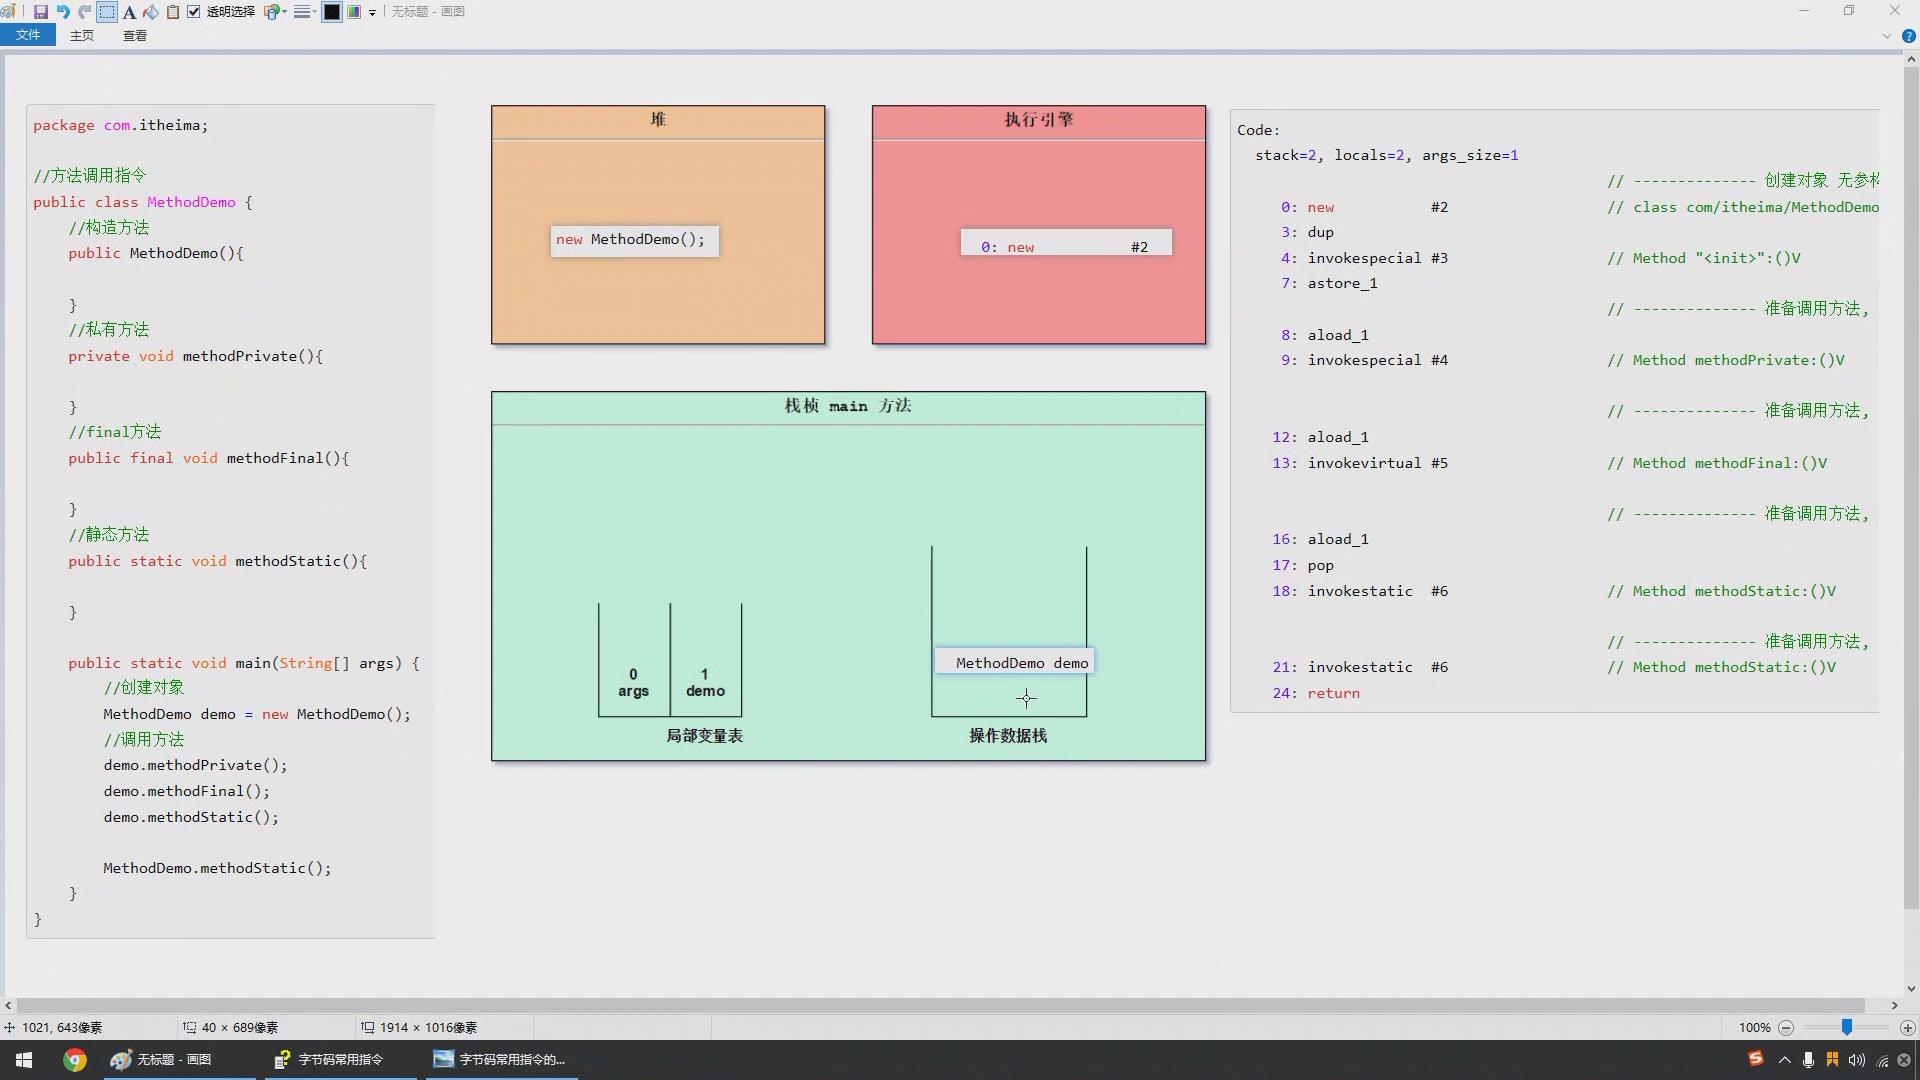 透明选择
无标题 - 画图
文件
主页
查看
package com.itheima;
//方法调用指令
public class MethodDemo {
//构造方法
public MethodDemo(){
}
//私有方法
private void methodPrivate(){
}
//final方法
public final void methodFinal(){
}
//静态方法
public static void methodStatic(){
}
public static void main(String[] args) {
//创建对象
MethodDemo demo = new MethodDemo();
//调用方法
demo.methodPrivate();
demo.methodFinal();
demo.methodStatic();
MethodDemo.methodStatic();
}
}
堆
new MethodDemo();
执行引擎
0: new #2
栈桢 main 方法
0 1
args demo
局部变量表
MethodDemo demo
操作数据栈
Code:
stack=2, locals=2, args_size=1
// -------------- 创建对象 无参构
0: new #2 // class com/itheima/MethodDemo
3: dup
4: invokespecial #3 // Method "<init>":()V
7: astore_1
// -------------- 准备调用方法,
8: aload_1
9: invokespecial #4 // Method methodPrivate:()V
// -------------- 准备调用方法,
12: aload_1
13: invokevirtual #5 // Method methodFinal:()V
// -------------- 准备调用方法,
16: aload_1
17: pop
18: invokestatic #6 // Method methodStatic:()V
// -------------- 准备调用方法,
21: invokestatic #6 // Method methodStatic:()V
24: return
1021, 643像素
40 × 689像素
1914 × 1016像素
100%
无标题 - 画图
字节码常用指令
字节码常用指令的...